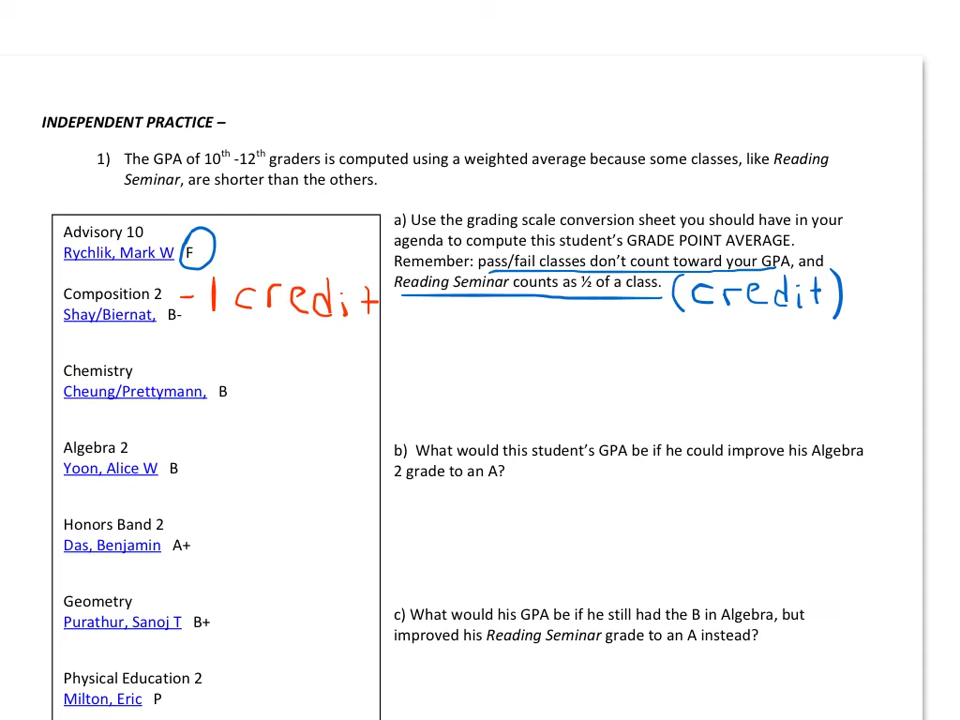 INDEPENDENT PRACTICE –
1) The GPA of 10th -12th graders is computed using a weighted average because some classes, like Reading
Seminar, are shorter than the others.
Advisory 10
Rychlik, Mark W F
Composition 2 - 1 credit
Shay/Biernat, B-
Chemistry
Cheung/Prettymann, B
Algebra 2
Yoon, Alice W B
Honors Band 2
Das, Benjamin A+
Geometry
Purathur, Sanoj T B+
Physical Education 2
Milton, Eric P
a) Use the grading scale conversion sheet you should have in your
agenda to compute this student’s GRADE POINT AVERAGE.
Remember: pass/fail classes don’t count toward your GPA, and
Reading Seminar counts as ½ of a class. (credit)
b) What would this student’s GPA be if he could improve his Algebra
2 grade to an A?
c) What would his GPA be if he still had the B in Algebra, but
improved his Reading Seminar grade to an A instead?